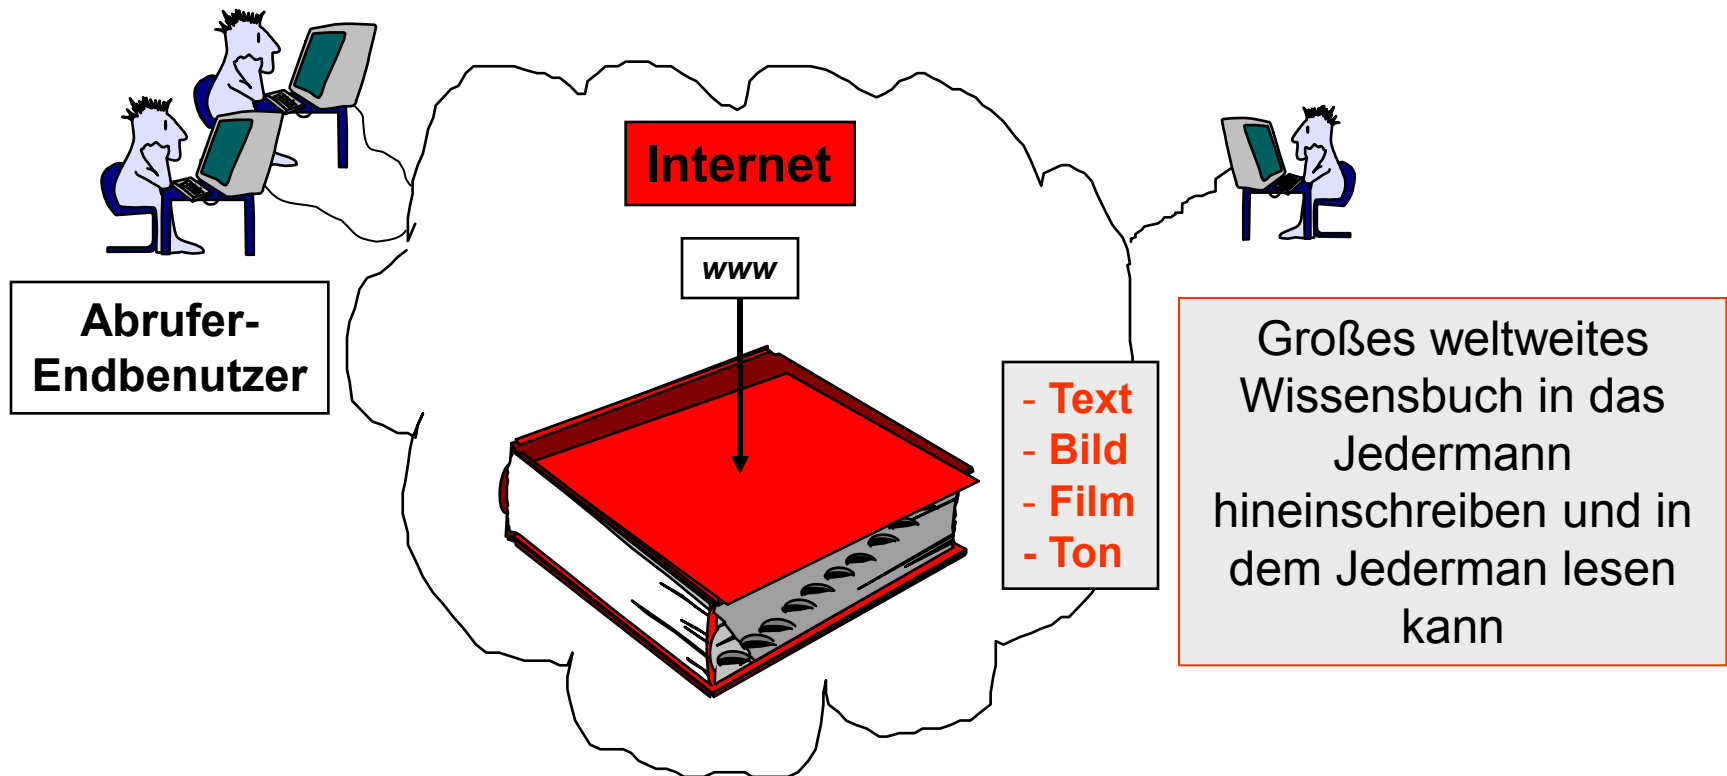 Internet
www
Abrufer-
Endbenutzer
- Text
- Bild
- Film
- Ton
Großes weltweites
Wissensbuch in das
Jedermann
hineinschreiben und in
dem Jederman lesen
kann